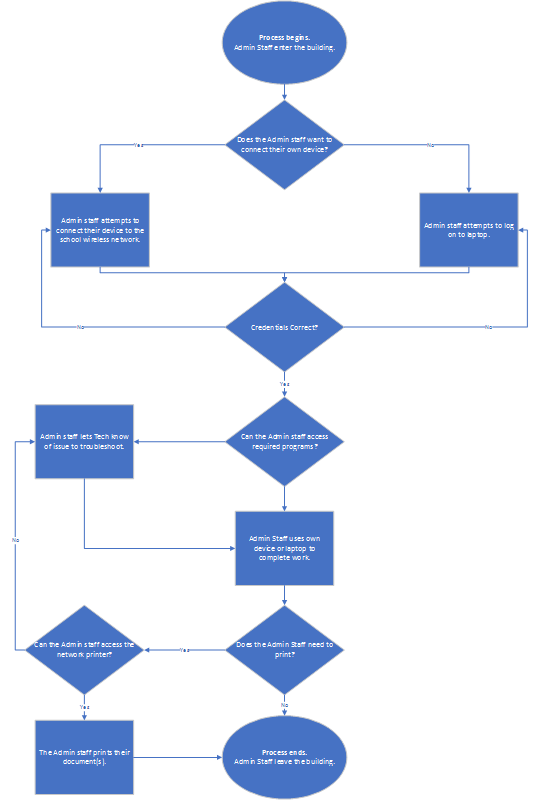 Process begins.
Admin Staff enter the building.
Does the Admin staff want to
connect their own device?
Yes
No
Admin staff attempts to
connect their device to the
school wireless network.
Admin staff attempts to log
on to laptop.
Credentials Correct?
No
No
Yes
Can the Admin staff access
required programs?
Admin staff lets Tech know
of issue to troubleshoot.
Admin Staff uses own
device or laptop to
complete work.
No
Does the Admin Staff need to
print?
Yes
Can the Admin staff access the
network printer?
Yes
No
The Admin staff prints their
document(s).
Process ends.
Admin Staff leave the building.